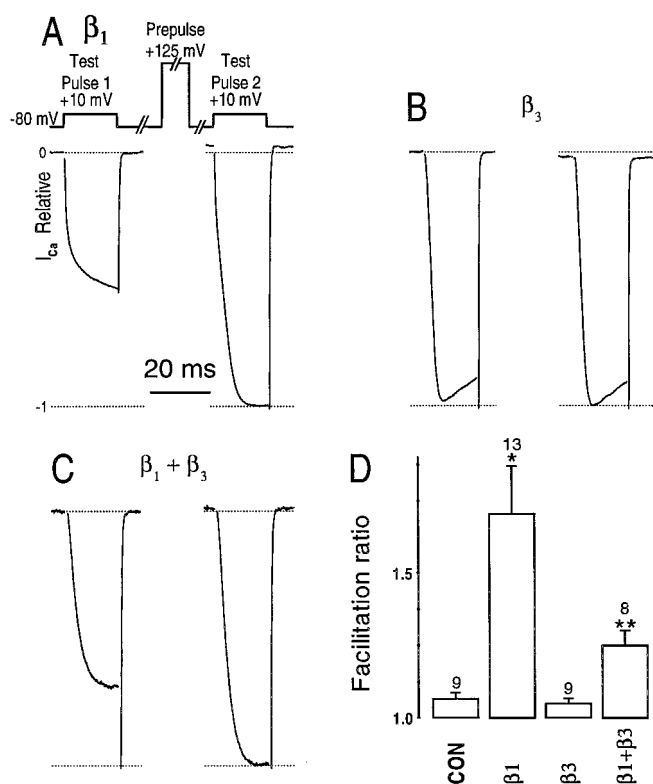 A β₁
Prepulse
+125 mV
Test
Pulse 1
+10 mV
Test
Pulse 2
+10 mV
-80 mV
0
I_Ca Relative
20 ms
-1
B β₃
C β₁ + β₃
D
Facilitation ratio
1.5
1.0
9
13
*
9
8
**
CON
β1
β3
β1+β3